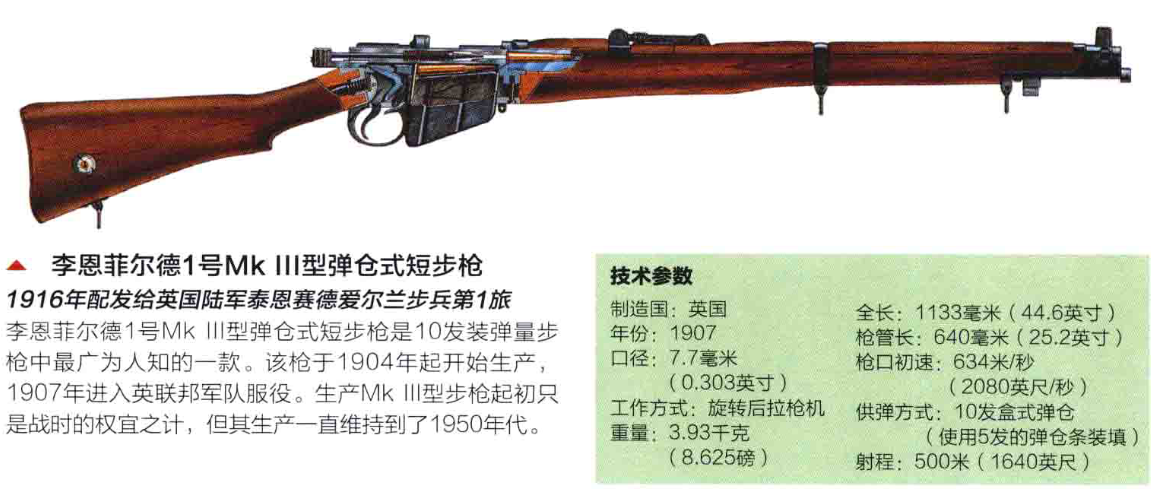 李恩菲尔德1号Mk III型弹仓式短步枪
1916年配发给英国陆军泰恩赛德爱尔兰步兵第1旅
李恩菲尔德1号Mk III型弹仓式短步枪是10发装弹量步
枪中最广为人知的一款。该枪于1904年起开始生产，
1907年进入英联邦军队服役。生产Mk III型步枪起初只
是战时的权宜之计，但其生产一直维持到了1950年代。
技术参数
制造国：英国
年份：1907
口径：7.7毫米
（0.303英寸）
工作方式：旋转后拉枪机
重量：3.93千克
（8.625磅）
全长：1133毫米（44.6英寸）
枪管长：640毫米（25.2英寸）
枪口初速：634米/秒
（2080英尺/秒）
供弹方式：10发盒式弹仓
（使用5发的弹仓条装填）
射程：500米（1640英尺）